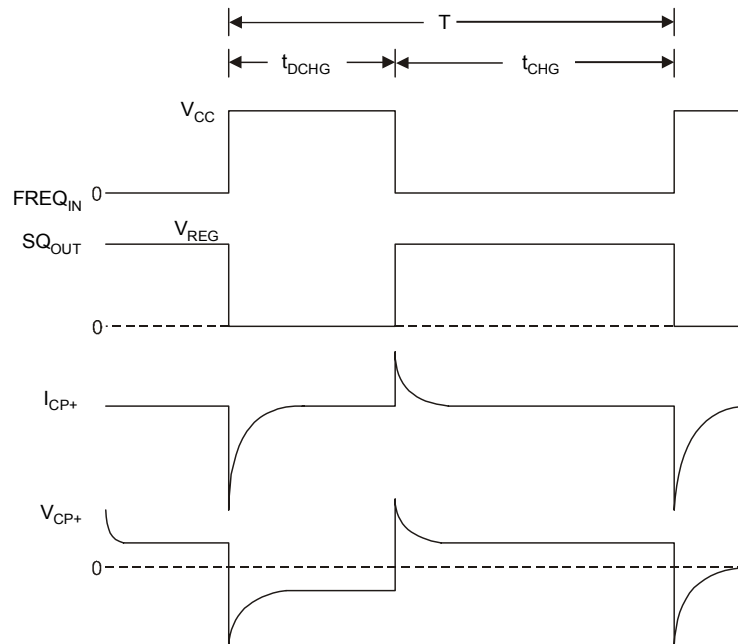 T
tDCHG
tCHG
VCC
FREQIN
0
SQOUT
VREG
0
ICP+
VCP+
0